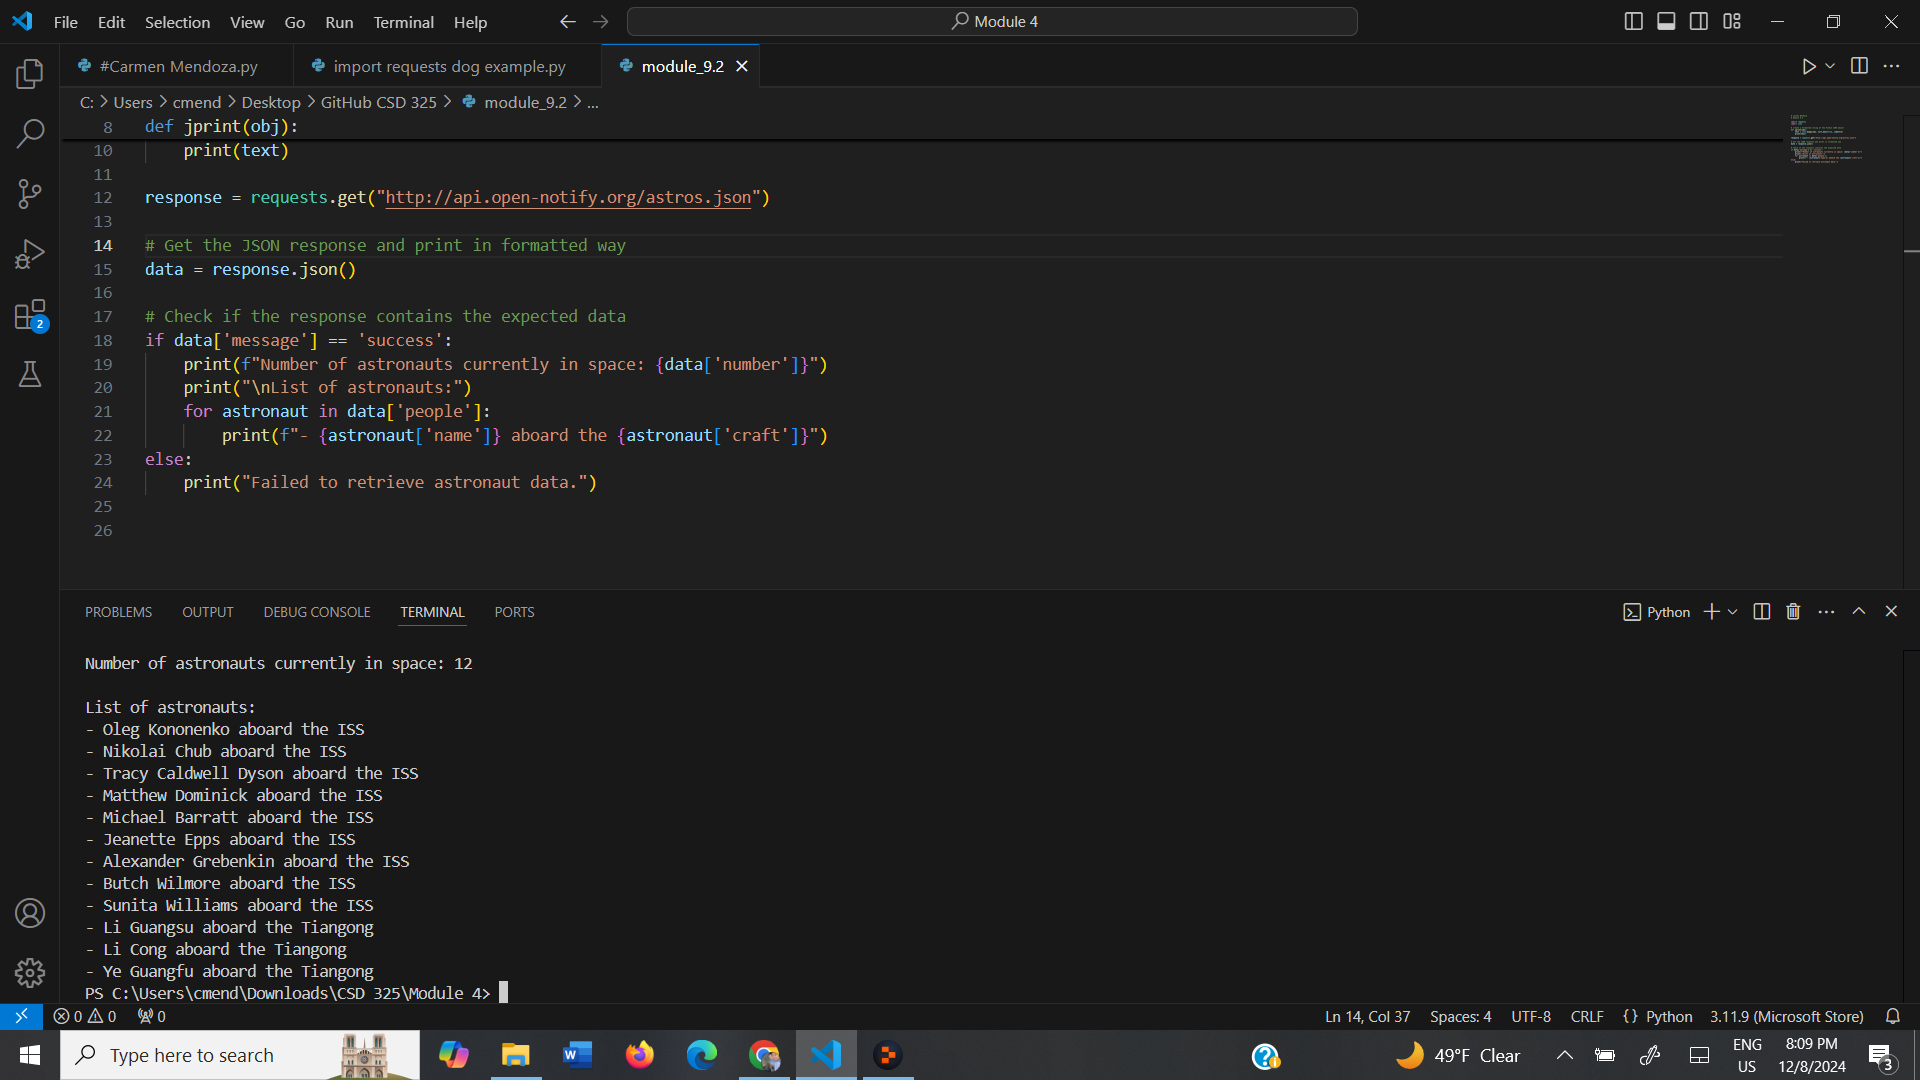 File Edit Selection View Go Run Terminal Help Module 4
#Carmen Mendoza.py import requests dog example.py module_9.2
C: > Users > cmend > Desktop > GitHub CSD 325 > module_9.2 > ...
8 def jprint(obj):
10 print(text)
11
12 response = requests.get("http://api.open-notify.org/astros.json")
13
14 # Get the JSON response and print in formatted way
15 data = response.json()
16
17 # Check if the response contains the expected data
18 if data['message'] == 'success':
19 print(f"Number of astronauts currently in space: {data['number']}")
20 print("\nList of astronauts:")
21 for astronaut in data['people']:
22 print(f"- {astronaut['name']} aboard the {astronaut['craft']}")
23 else:
24 print("Failed to retrieve astronaut data.")
25
26
2
PROBLEMS OUTPUT DEBUG CONSOLE TERMINAL PORTS Python
Number of astronauts currently in space: 12
List of astronauts:
- Oleg Kononenko aboard the ISS
- Nikolai Chub aboard the ISS
- Tracy Caldwell Dyson aboard the ISS
- Matthew Dominick aboard the ISS
- Michael Barratt aboard the ISS
- Jeanette Epps aboard the ISS
- Alexander Grebenkin aboard the ISS
- Butch Wilmore aboard the ISS
- Sunita Williams aboard the ISS
- Li Guangsu aboard the Tiangong
- Li Cong aboard the Tiangong
- Ye Guangfu aboard the Tiangong
PS C:\Users\cmend\Downloads\CSD 325\Module 4>
0 0 0 Ln 14, Col 37 Spaces: 4 UTF-8 CRLF {} Python 3.11.9 (Microsoft Store)
Type here to search 49°F Clear ENG US 8:09 PM 12/8/2024 3